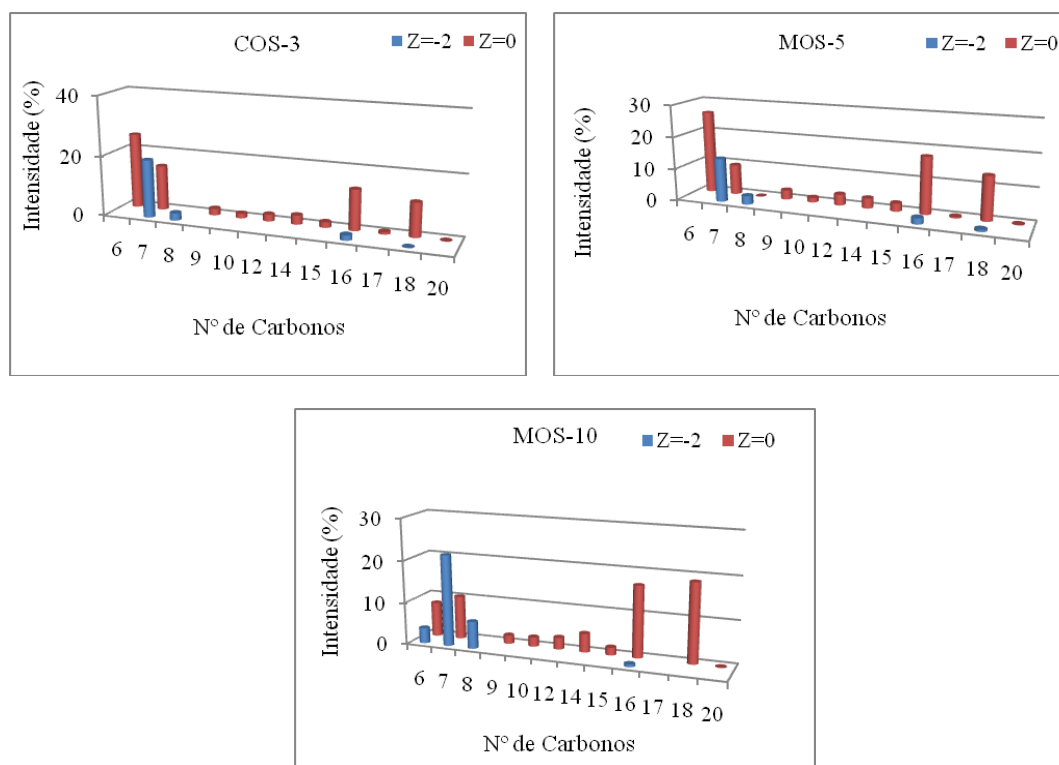 COS-3
Z=-2 Z=0
Intensidade (%)
40
20
0
6 7 8 9 10 12 14 15 16 17 18 20
Nº de Carbonos
MOS-5
Z=-2 Z=0
Intensidade (%)
30
20
10
0
6 7 8 9 10 12 14 15 16 17 18 20
Nº de Carbonos
MOS-10
Z=-2 Z=0
Intensidade (%)
30
20
10
0
6 7 8 9 10 12 14 15 16 17 18 20
Nº de Carbonos